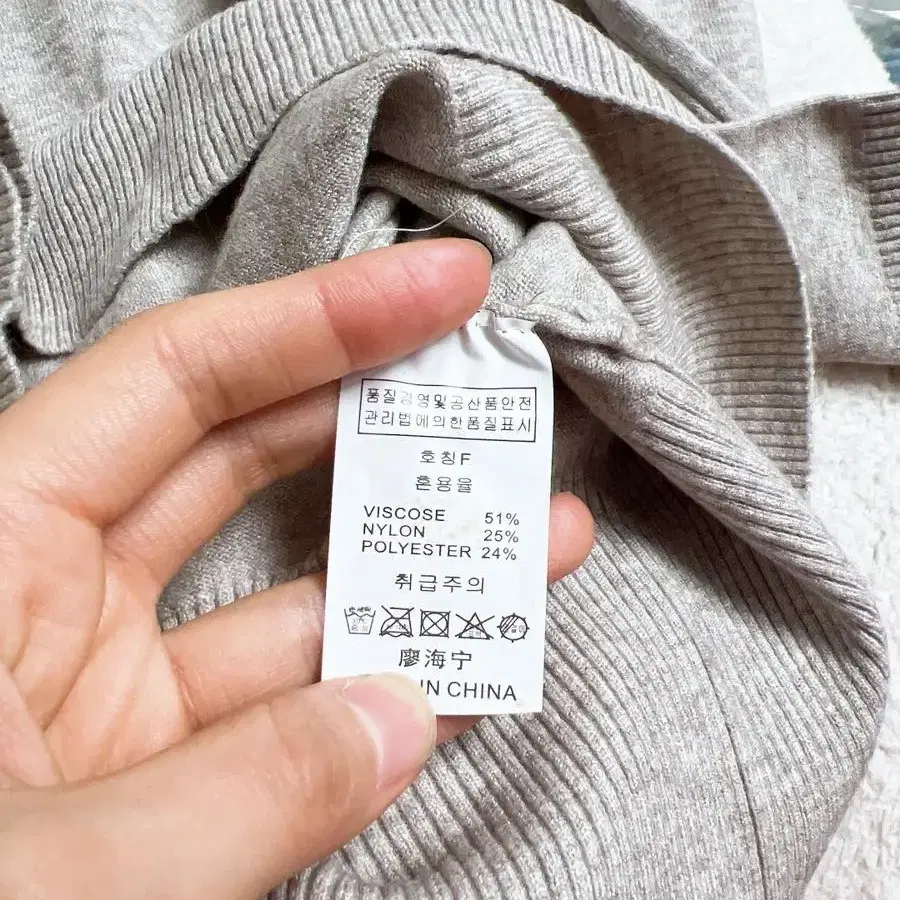 품질경영및공산품안전
관리법에의한품질표시
호칭F
혼용율
VISCOSE 51%
NYLON 25%
POLYESTER 24%
취급주의
廖海宁
IN CHINA